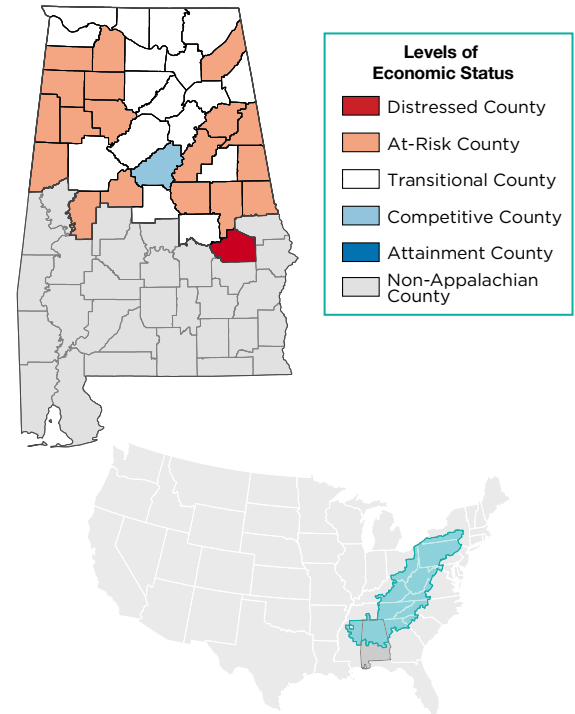 Levels of
Economic Status
Distressed County
At-Risk County
Transitional County
Competitive County
Attainment County
Non-Appalachian
County